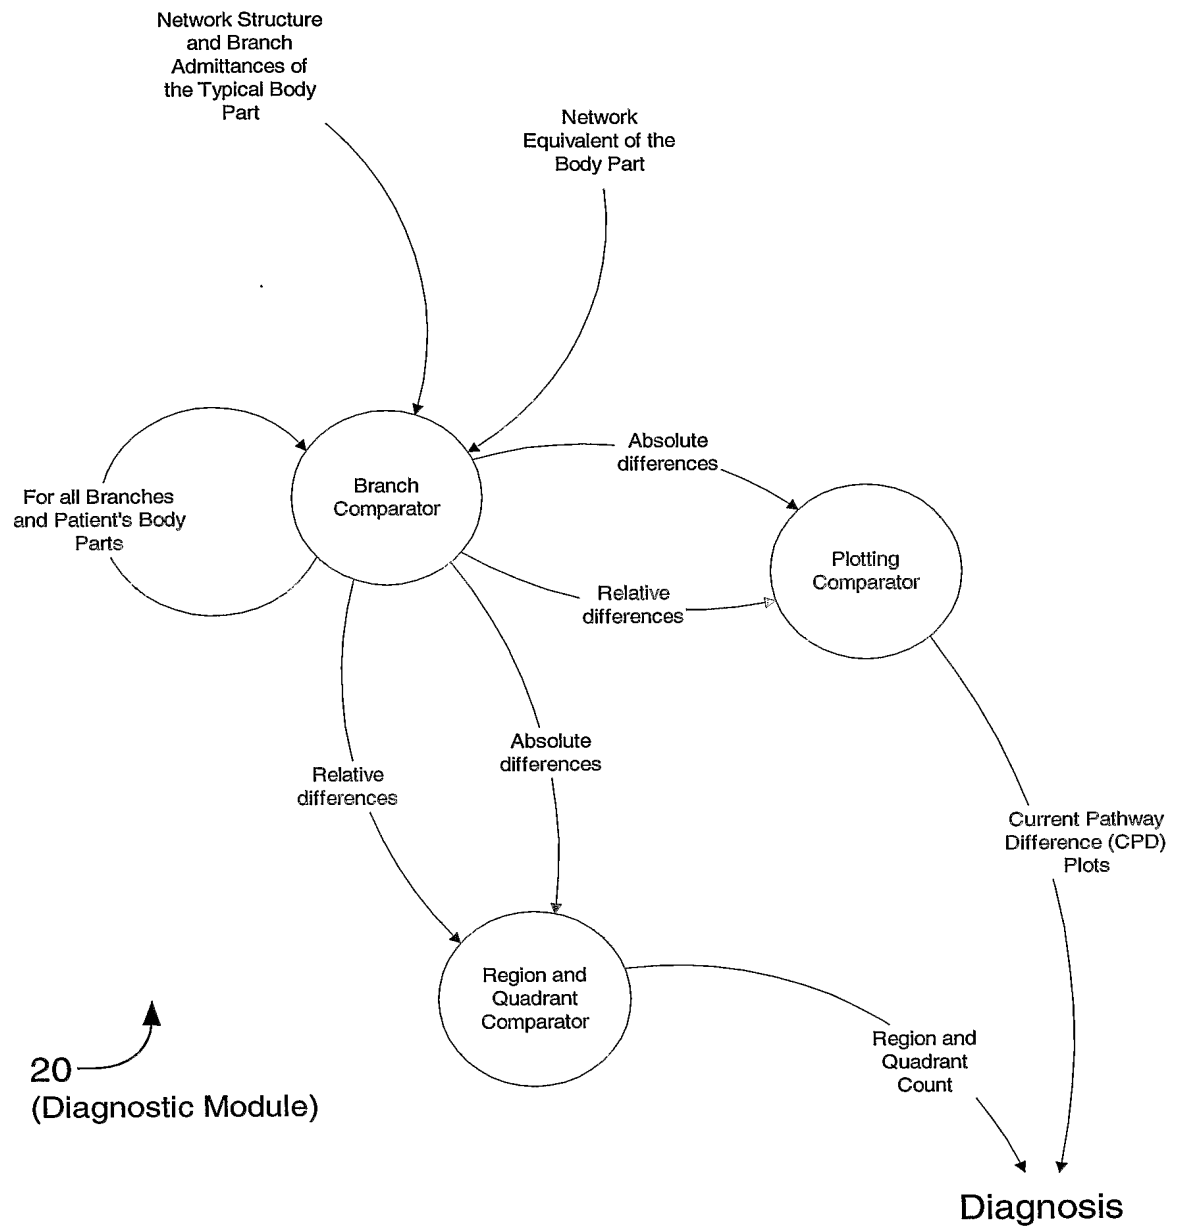 Network Structure
and Branch
Admittances of
the Typical Body
Part
Network
Equivalent of the
Body Part
Absolute
differences
Branch
Comparator
For all Branches
and Patient's Body
Parts
Plotting
Comparator
Relative
differences
Absolute
differences
Relative
differences
Current Pathway
Difference (CPD)
Plots
Region and
Quadrant
Comparator
Region and
Quadrant
Count
20
(Diagnostic Module)
Diagnosis